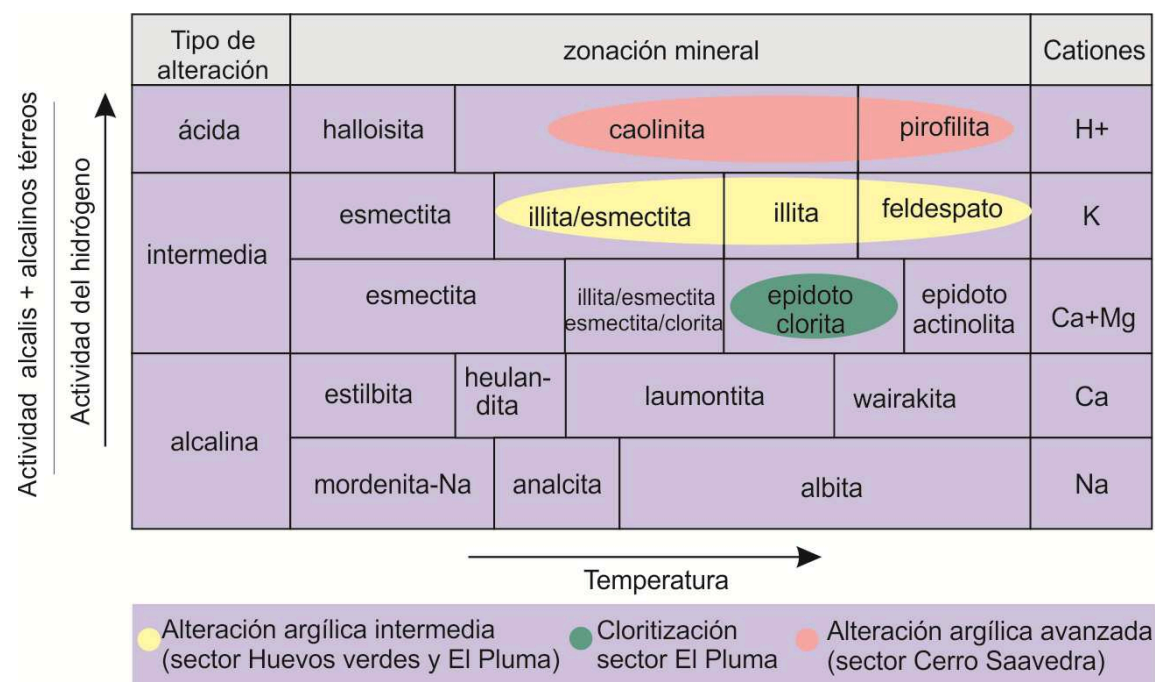 Tipo de
alteración
zonación mineral
Cationes
ácida
halloisita
caolinita
pirofilita
H+
intermedia
esmectita
illita/esmectita
illita
feldespato
K
esmectita
illita/esmectita
esmectita/clorita
epidoto
clorita
epidoto
actinolita
Ca+Mg
alcalina
estilbita
heulan-
dita
laumontita
wairakita
Ca
mordenita-Na
analcita
albita
Na
Actividad alcalis + alcalinos térreos
Actividad del hidrógeno
Temperatura
Alteración argílica intermedia
(sector Huevos verdes y El Pluma)
Cloritización
sector El Pluma
Alteración argílica avanzada
(sector Cerro Saavedra)